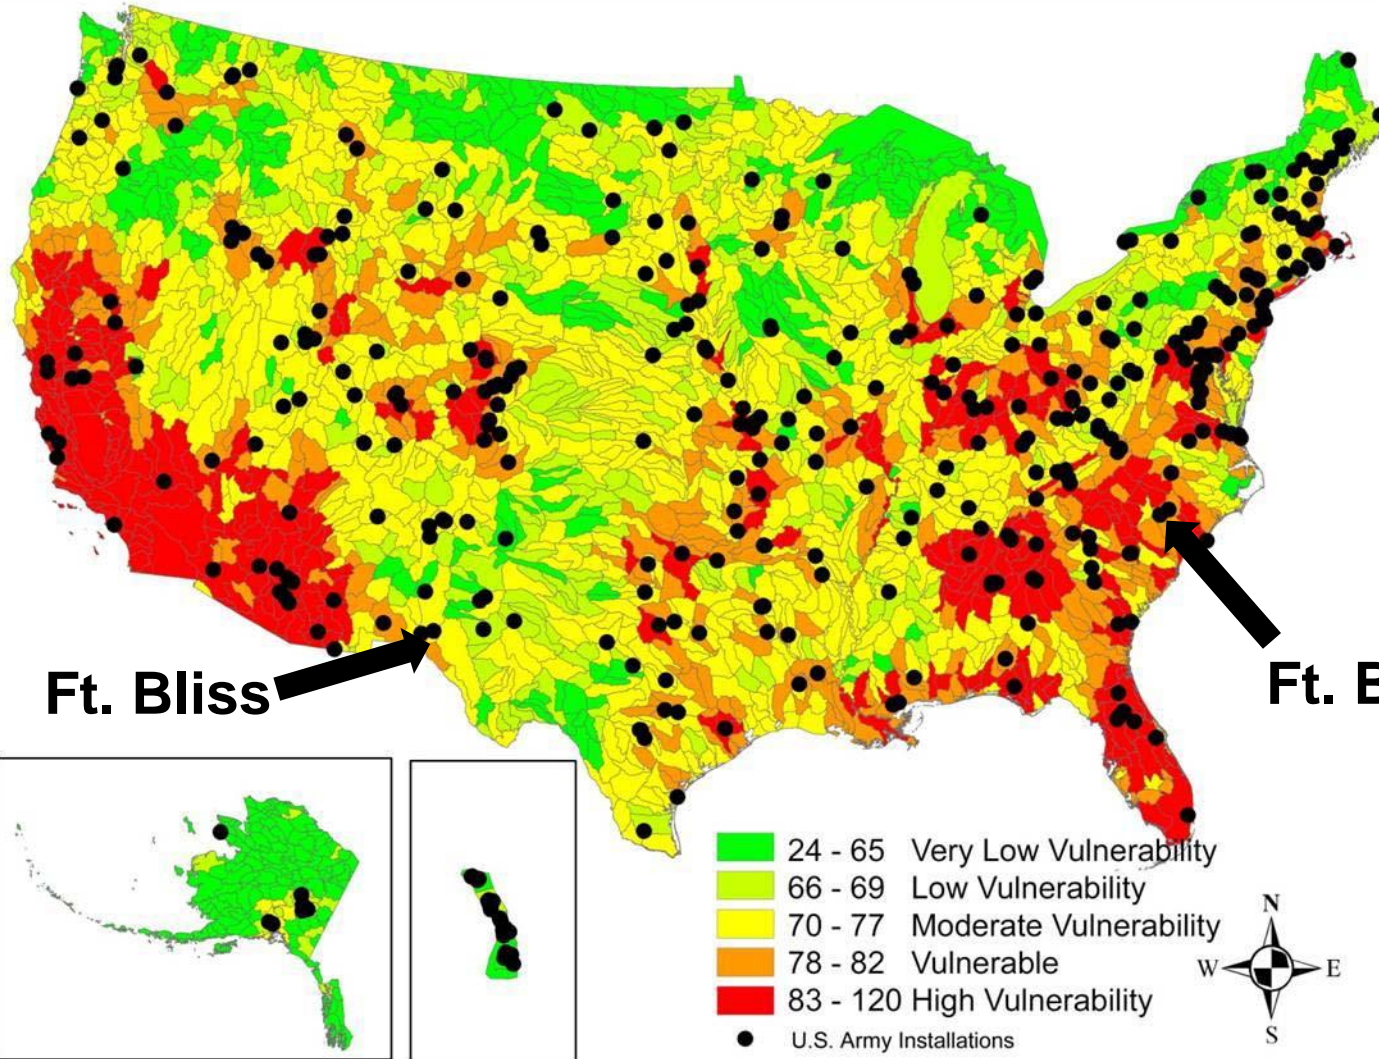 Ft. Bliss
Ft. B
24 - 65 Very Low Vulnerability
66 - 69 Low Vulnerability
70 - 77 Moderate Vulnerability
78 - 82 Vulnerable
83 - 120 High Vulnerability
U.S. Army Installations
N
W E
S